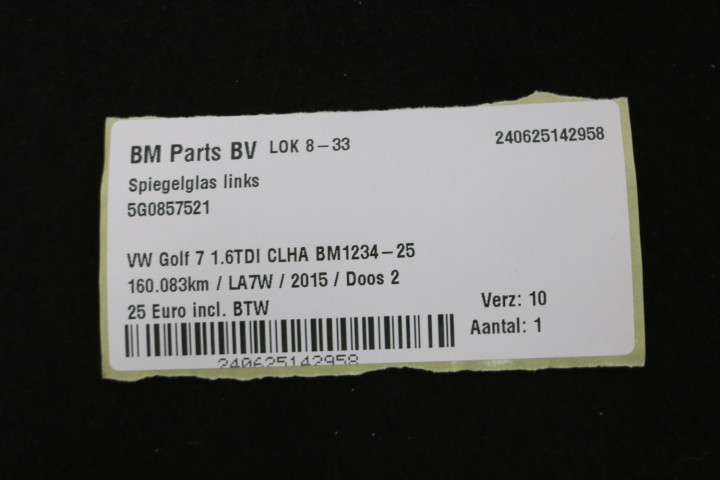 BM Parts BV LOK 8-33 240625142958
Spiegelglas links
5G0857521
VW Golf 7 1.6TDI CLHA BM1234-25
160.083km / LA7W / 2015 / Doos 2
25 Euro incl. BTW
Verz: 10
Aantal: 1
240625142958